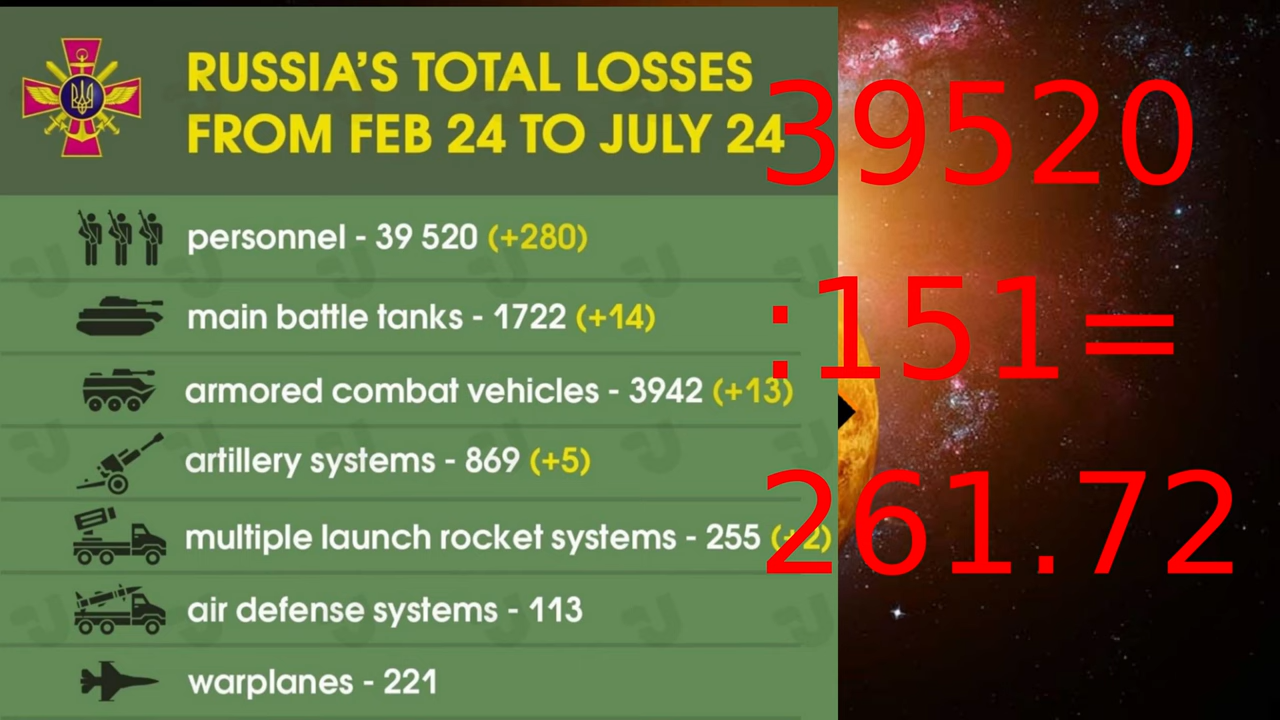 RUSSIA'S TOTAL LOSSES
FROM FEB 24 TO JULY 24
personnel - 39 520 (+280)
main battle tanks - 1722 (+14)
armored combat vehicles - 3942 (+13)
artillery systems - 869 (+5)
multiple launch rocket systems - 255 (+2)
air defense systems - 113
warplanes - 221
39520
:151=
261.72